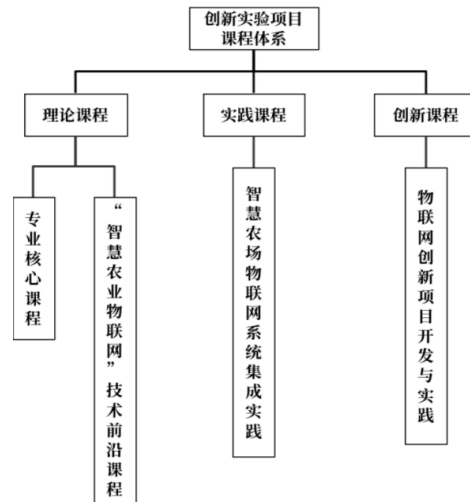 创新实验项目
课程体系
理论课程
实践课程
创新课程
专业核心课程
“智慧农业物联网”技术前沿课程
智慧农场物联网系统集成实践
物联网创新项目开发与实践